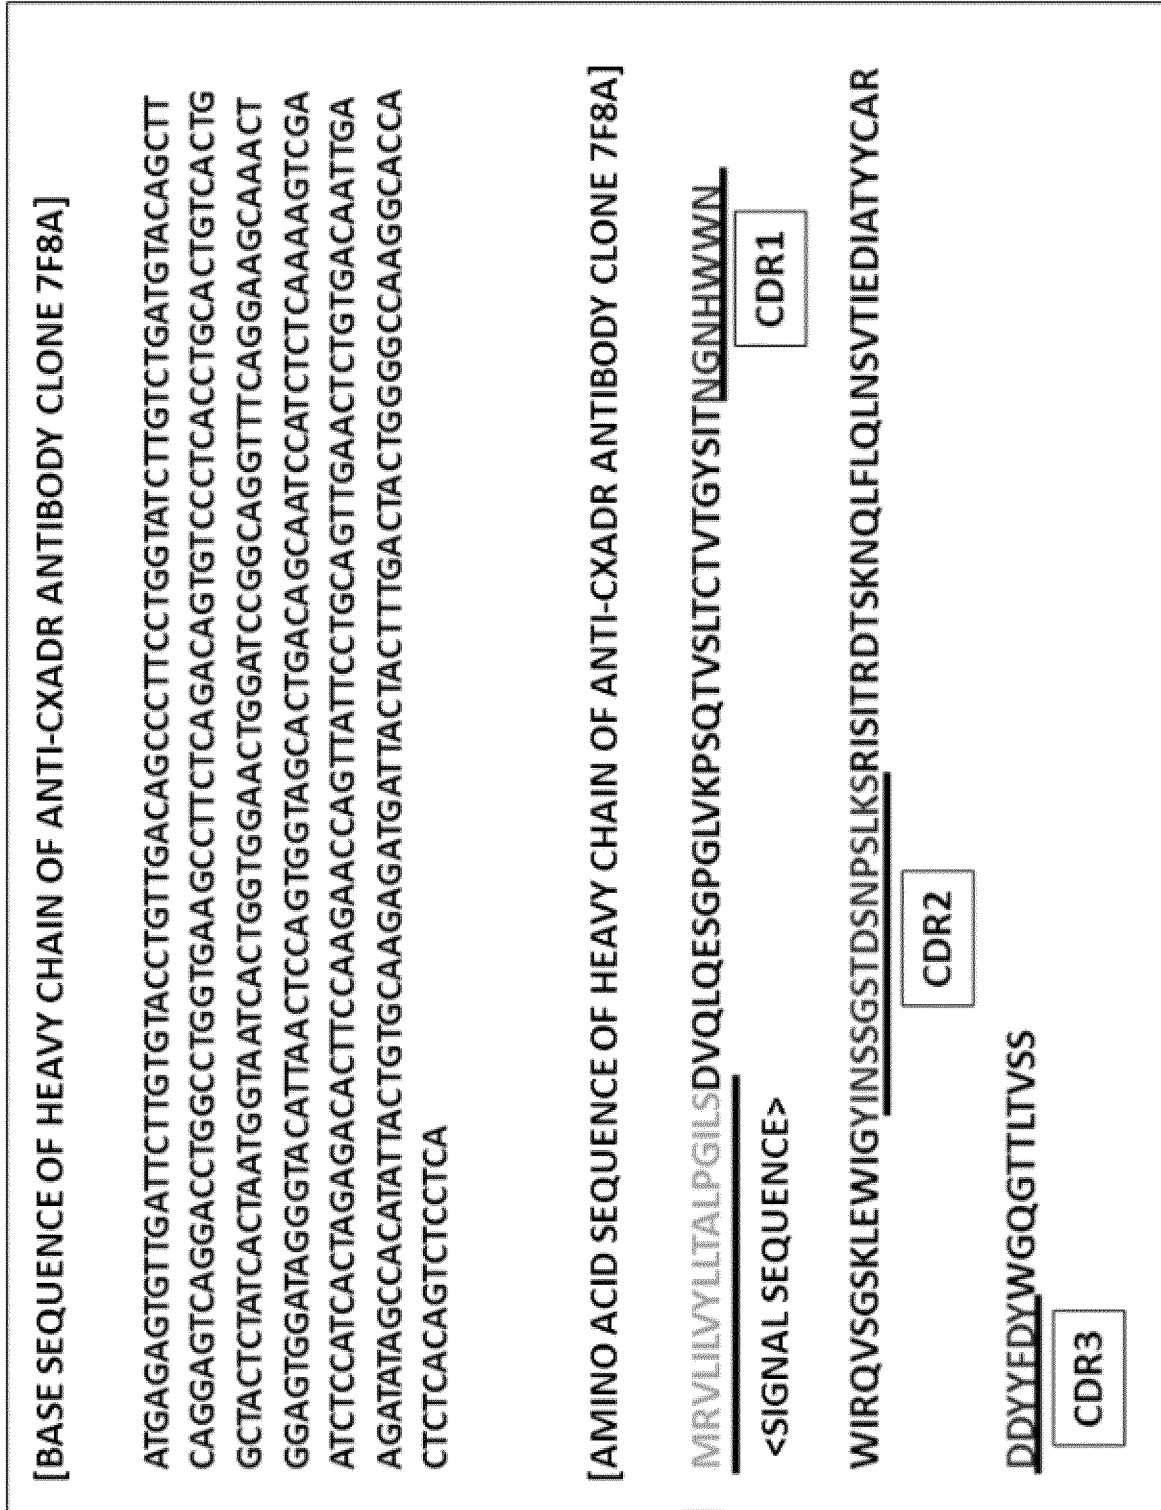 [BASE SEQUENCE OF HEAVY CHAIN OF ANTI-CXADR ANTIBODY CLONE 7F8A]
ATGAGAGTGTTGATTCTTGTGTACCTGTTGACAGCCCTTCCTGGTATCTTGTCTGATGTACAGCTT
CAGGAGTCAGGACCTGGCCTGGTGAAGCCTTCTCAGACAGTGTCCCTCACCTGCACTGTCACTG
GCTACTCTATCACTAATGGTAATCACTGGTGGAACTGGATCCGGCAGGTTTCAGGAAGCAAACT
GGAGTGGATAGGGTACATTAACTCCAGTGGTAGCACTGACAGCAATCCATCTCTCAAAAGTCGA
ATCTCCATCACTAGAGACACTTCCAAGAACCAGTTATTCCTGCAGTTGAACTCTGTGACAATTGA
AGATATAGCCACATATTACTGTGCAAGAGATGATTACTACTTTGACTACTGGGGCCAAGGCACCA
CTCTCACAGTCTCCTCA
[AMINO ACID SEQUENCE OF HEAVY CHAIN OF ANTI-CXADR ANTIBODY CLONE 7F8A]
MRVLILVYLLTALPGILSDVQLQESGPGLVKPSQTVSLTCTVTGYSITNGNHWWN
<SIGNAL SEQUENCE>
CDR1
WIRQVSGSKLEWIGYINSSGSTDSNPSLKSRISITRDTSKNQLFLQLNSVTIEDIATYYCAR
CDR2
DDYYFDYWGQGTTLTVSS
CDR3